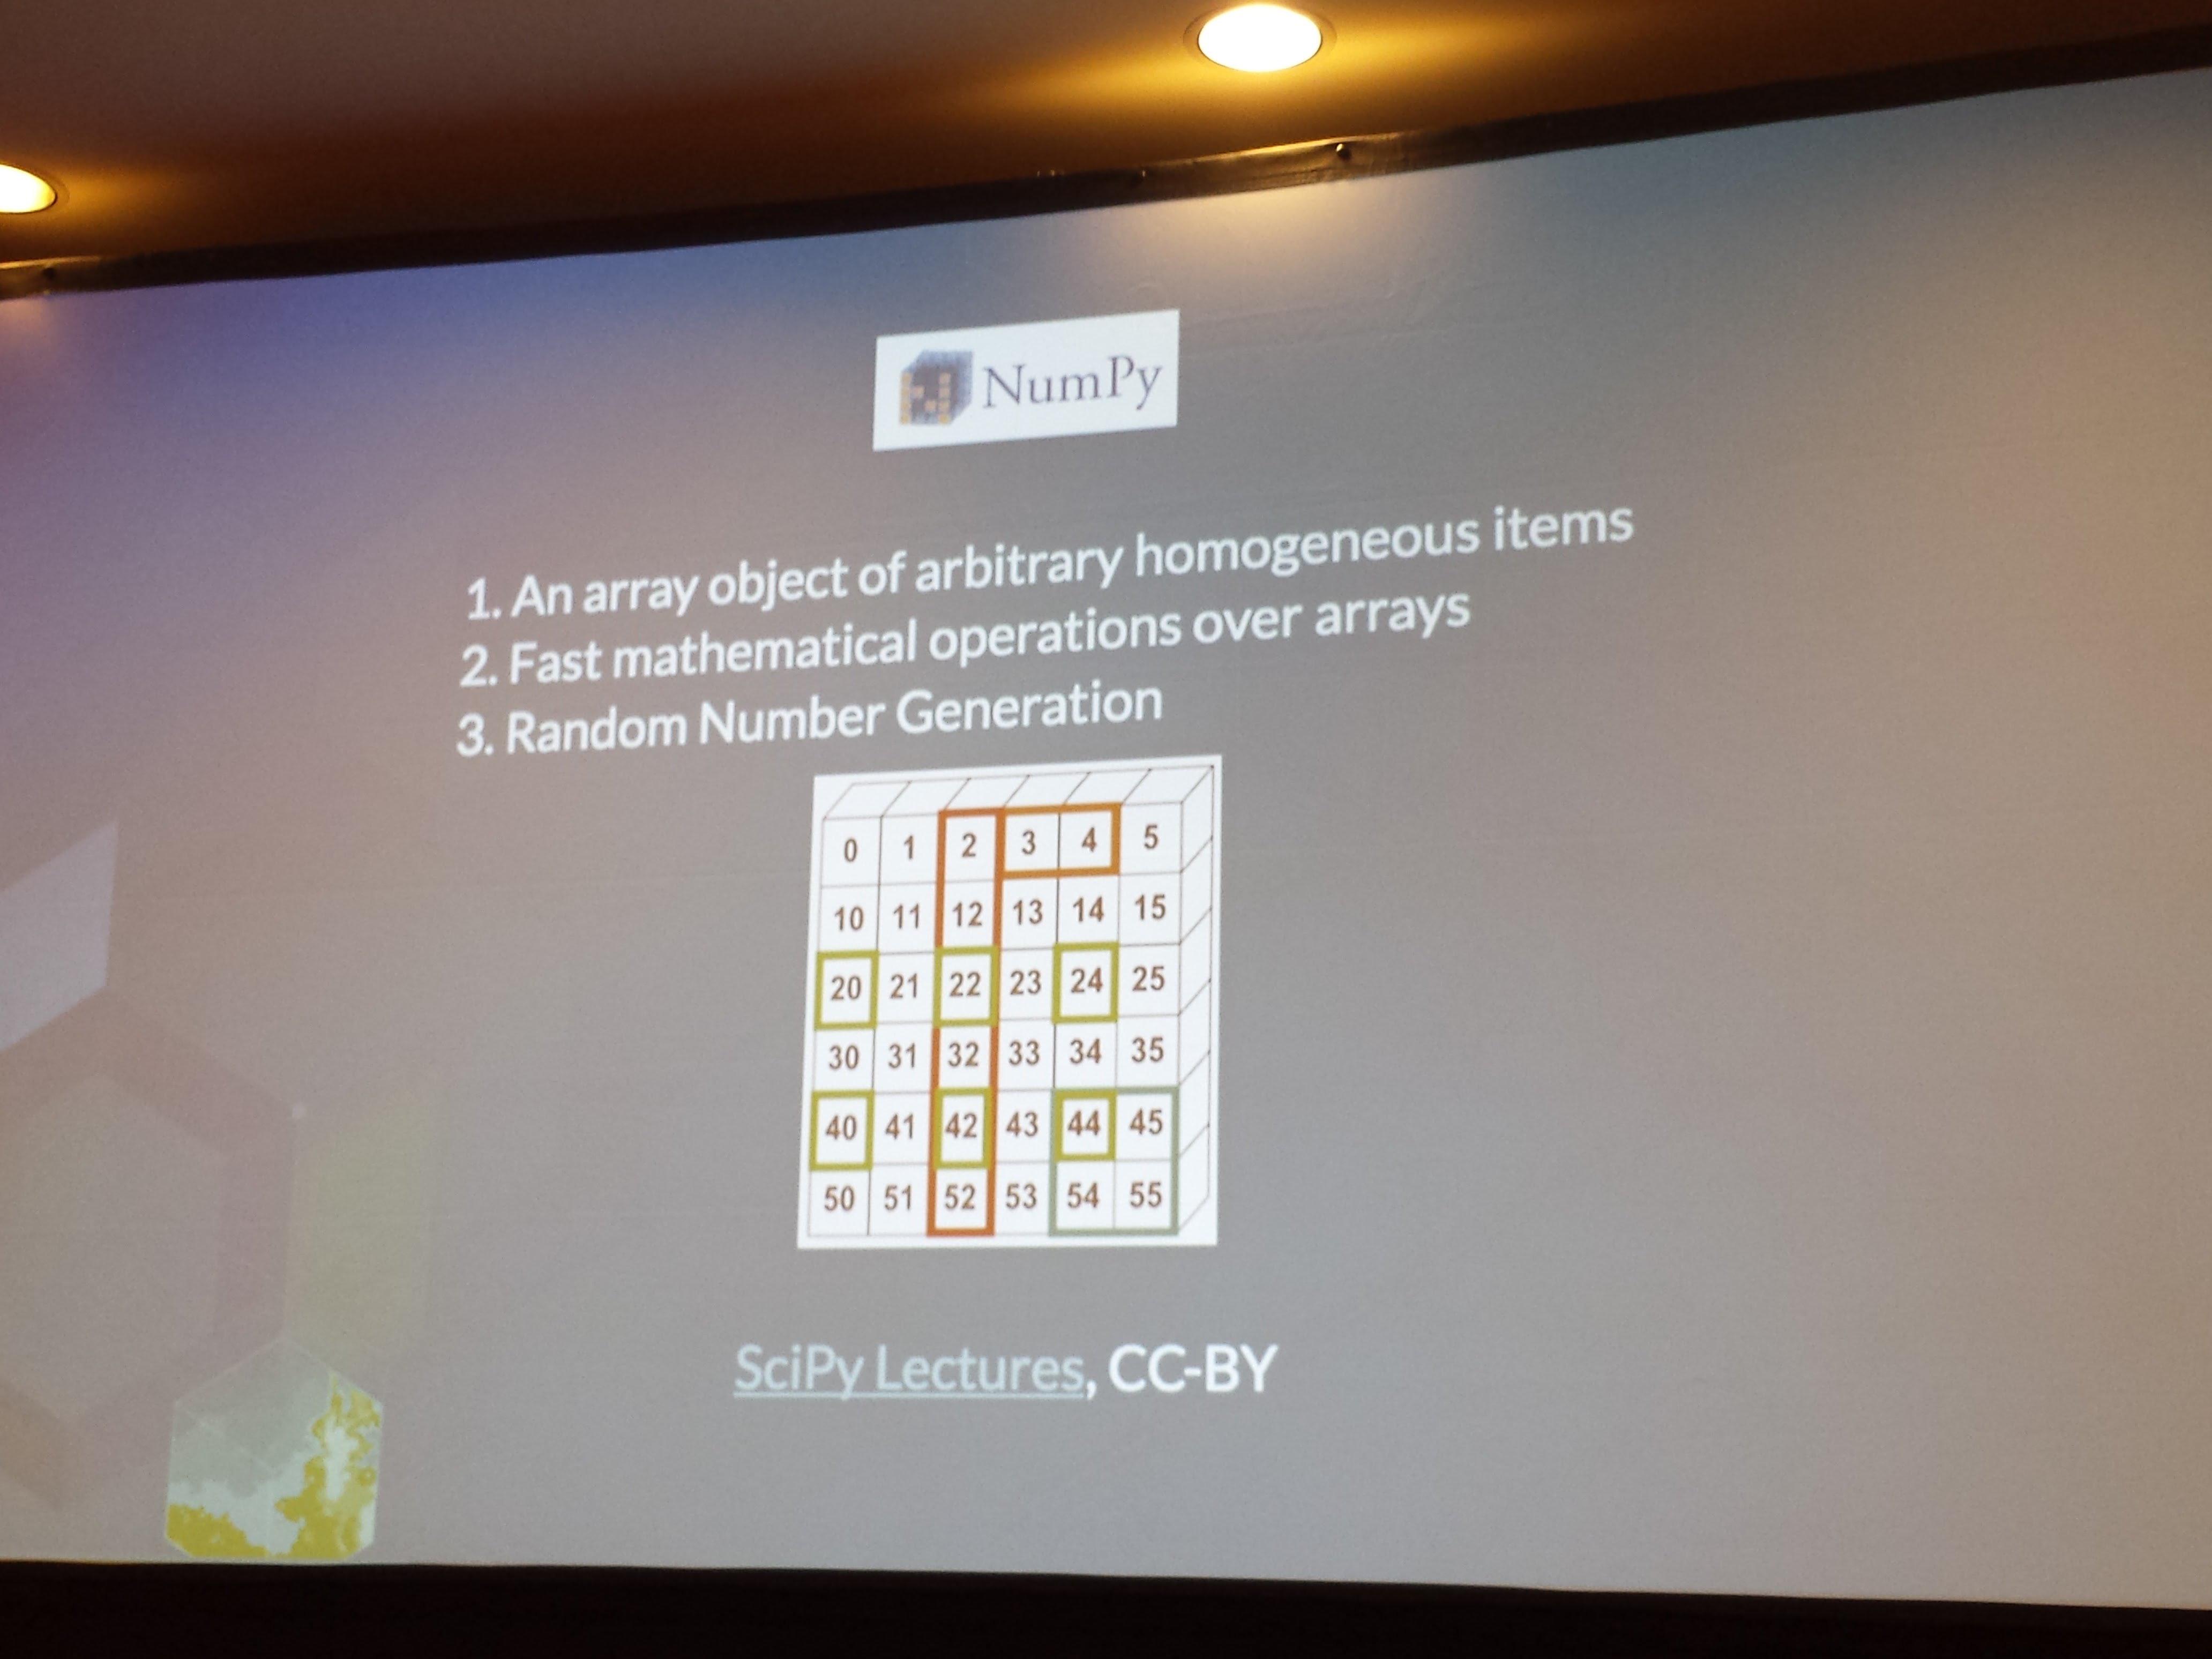 NumPy
1. An array object of arbitrary homogeneous items
2. Fast mathematical operations over arrays
3. Random Number Generation
0 1 2 3 4 5
10 11 12 13 14 15
20 21 22 23 24 25
30 31 32 33 34 35
40 41 42 43 44 45
50 51 52 53 54 55
SciPy Lectures, CC-BY